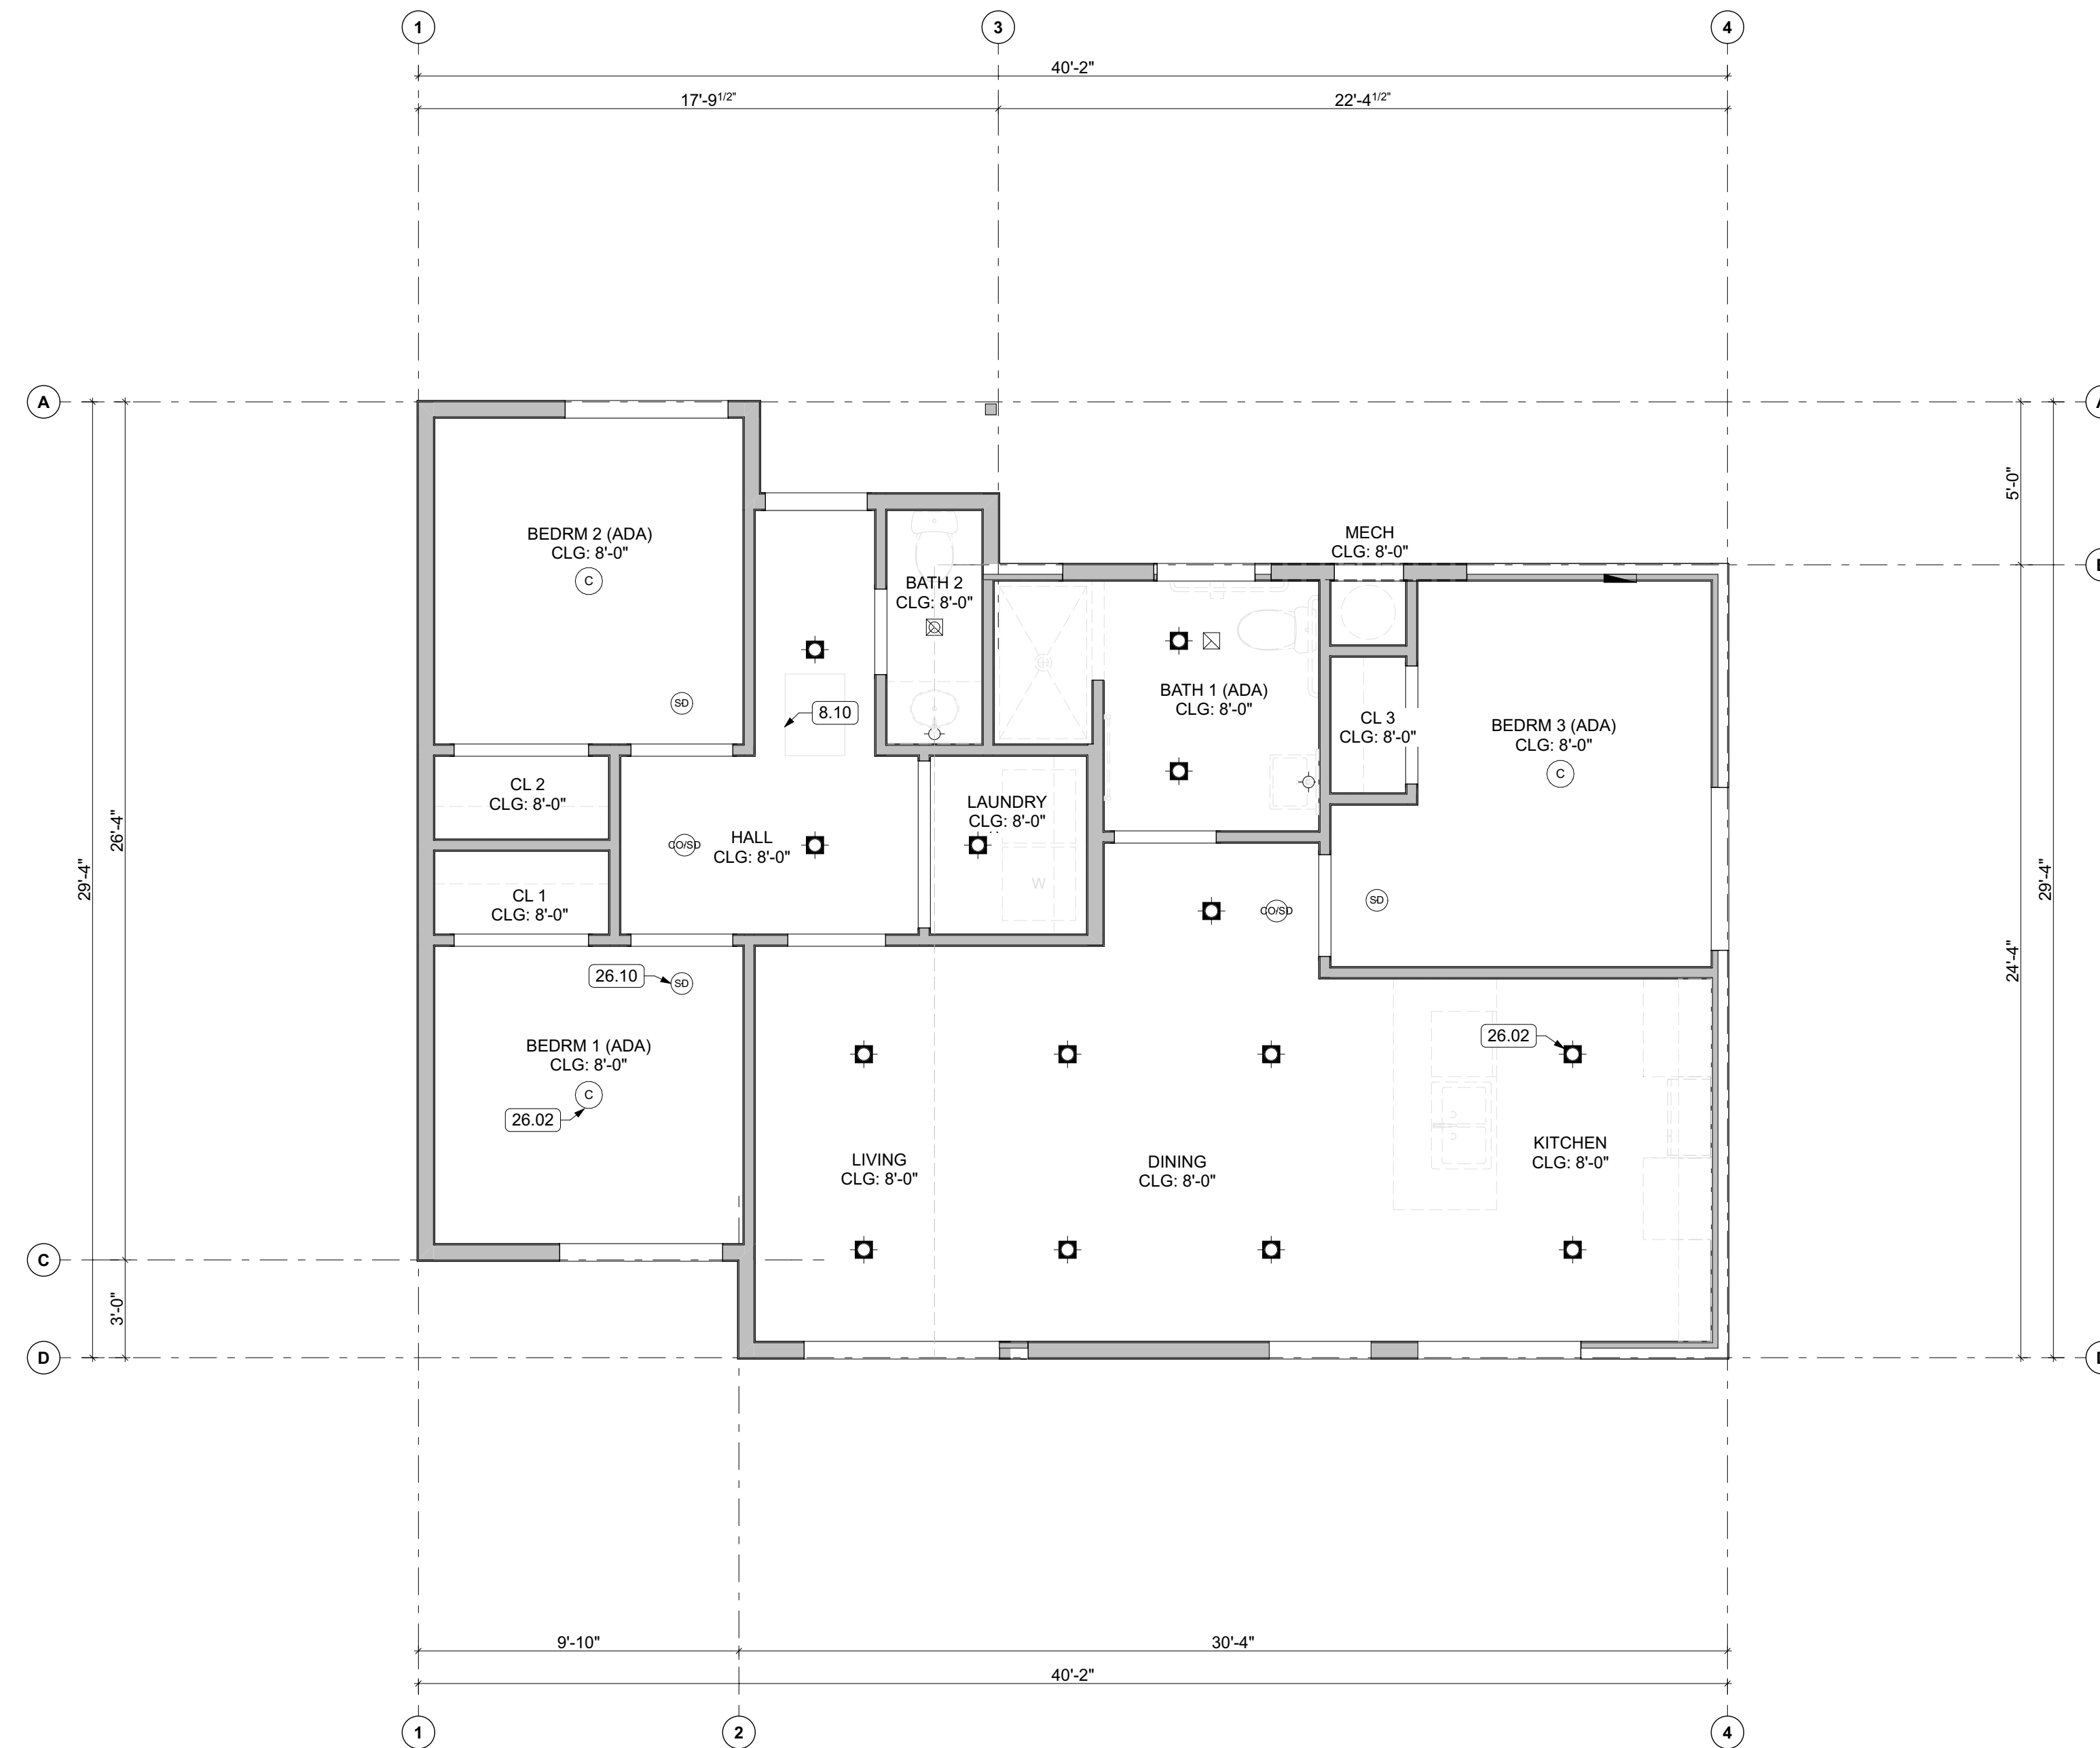 1
3
4
40'-2"
17'-9 1/2"
22'-4 1/2"
A
A
5'-0"
MECH
CLG: 8'-0"
BEDRM 2 (ADA)
CLG: 8'-0"
C
BATH 2
CLG: 8'-0"
SD
8.10
BATH 1 (ADA)
CLG: 8'-0"
CL 3
CLG: 8'-0"
BEDRM 3 (ADA)
CLG: 8'-0"
C
CL 2
CLG: 8'-0"
LAUNDRY
CLG: 8'-0"
26'-4"
29'-4"
HALL
CLG: 8'-0"
CO/SD
W
CL 1
CLG: 8'-0"
CO/SD
SD
29'-4"
24'-4"
26.10
SD
BEDRM 1 (ADA)
CLG: 8'-0"
C
26.02
26.02
LIVING
CLG: 8'-0"
DINING
CLG: 8'-0"
KITCHEN
CLG: 8'-0"
C
3'-0"
D
9'-10"
30'-4"
40'-2"
1
2
4